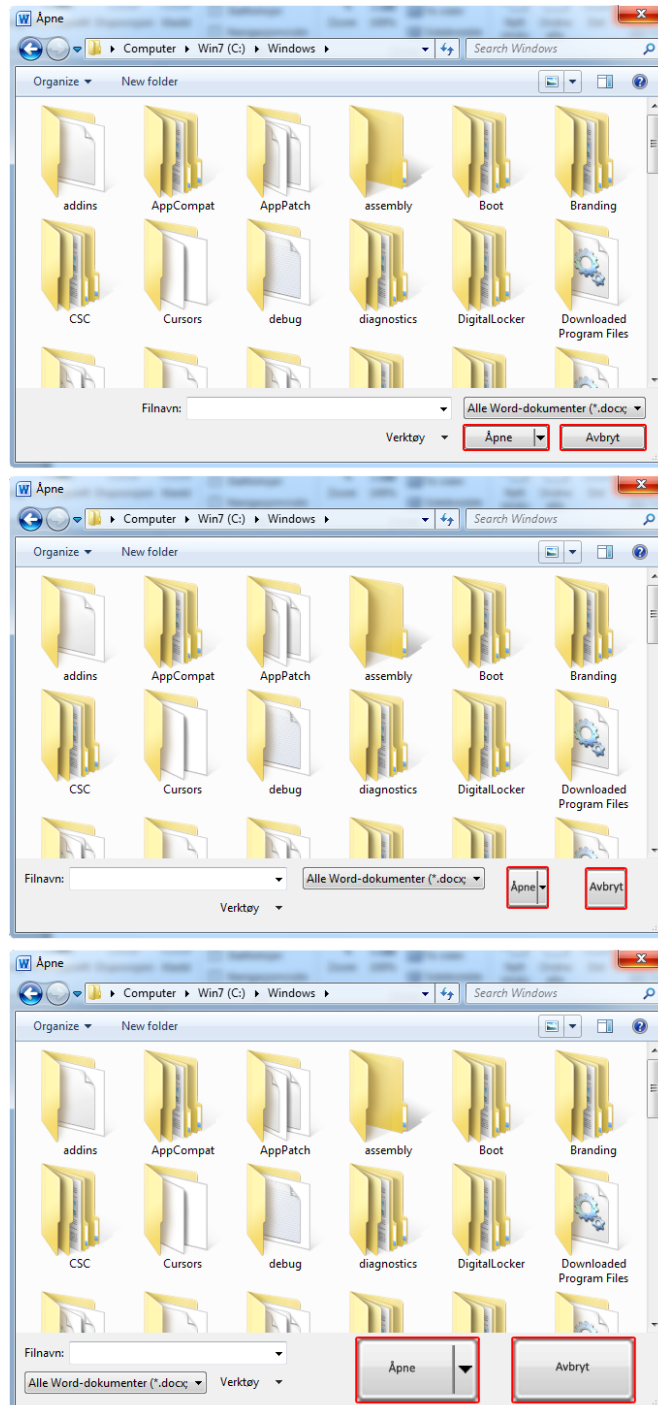 Åpne
Computer Win7 (C:) Windows Search Windows
Organize New folder
addins AppCompat AppPatch assembly Boot Branding
CSC Cursors debug diagnostics DigitalLocker Downloaded
Program Files
Filnavn: Alle Word-dokumenter (*.docx;
Verktøy Åpne Avbryt
Åpne
Computer Win7 (C:) Windows Search Windows
Organize New folder
addins AppCompat AppPatch assembly Boot Branding
CSC Cursors debug diagnostics DigitalLocker Downloaded
Program Files
Filnavn: Alle Word-dokumenter (*.docx; Åpne Avbryt
Verktøy
Åpne
Computer Win7 (C:) Windows Search Windows
Organize New folder
addins AppCompat AppPatch assembly Boot Branding
CSC Cursors debug diagnostics DigitalLocker Downloaded
Program Files
Filnavn:
Åpne Avbryt
Alle Word-dokumenter (*.docx; Verktøy